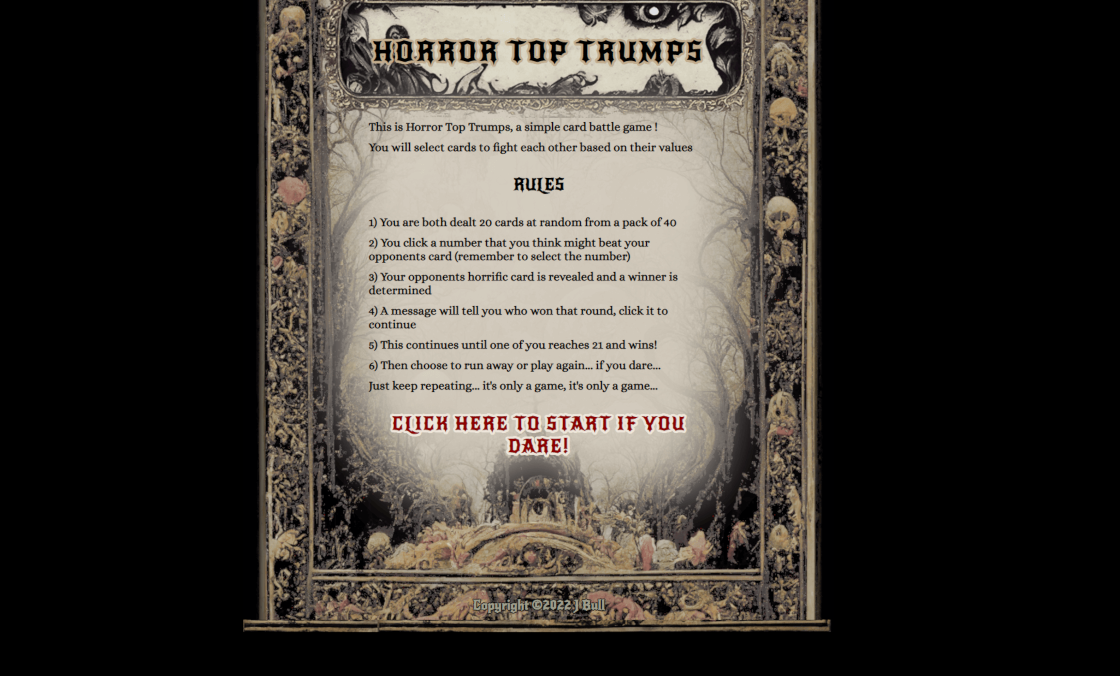 HORROR TOP TRUMPS
This is Horror Top Trumps, a simple card battle game !
You will select cards to fight each other based on their values
RULES
1) You are both dealt 20 cards at random from a pack of 40
2) You click a number that you think might beat your
opponents card (remember to select the number)
3) Your opponents horrific card is revealed and a winner is
determined
4) A message will tell you who won that round, click it to
continue
5) This continues until one of you reaches 21 and wins!
6) Then choose to run away or play again... if you dare...
Just keep repeating... it's only a game, it's only a game...
CLICK HERE TO START IF YOU
DARE!
Copyright ©2022 J Bull